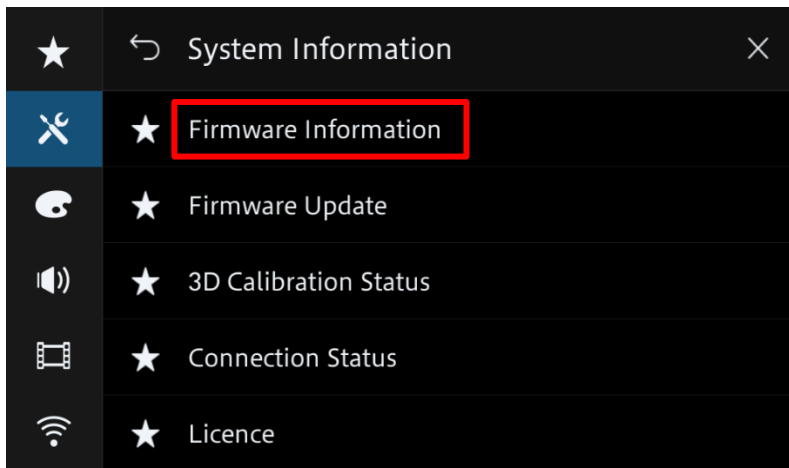 System Information
Firmware Information
Firmware Update
3D Calibration Status
Connection Status
Licence